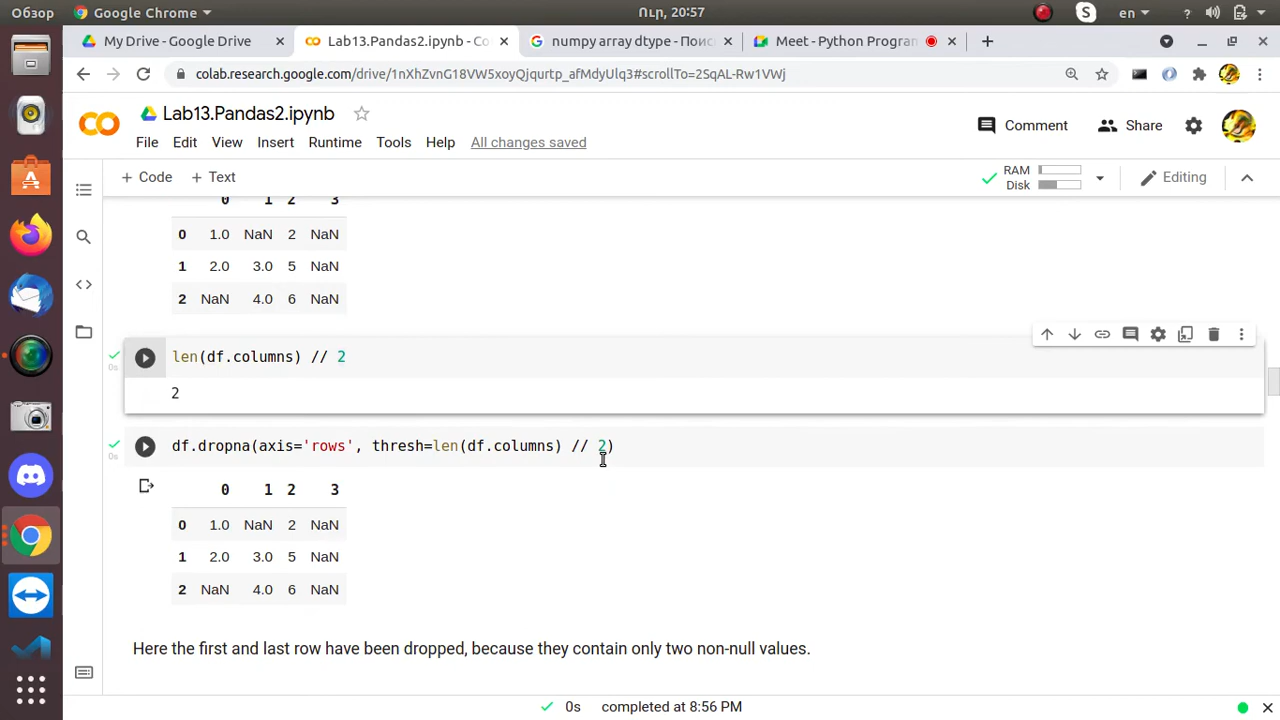 Обзор Google Chrome Ուր, 20:57 en
My Drive - Google Drive Lab13.Pandas2.ipynb - Co numpy array dtype - Поис Meet - Python Progran
colab.research.google.com/drive/1nXhZvnG18VW5xoyQjqurtp_afMdyUlq3#scrollTo=2SqAL-Rw1VWj
Lab13.Pandas2.ipynb
Comment Share
File Edit View Insert Runtime Tools Help All changes saved
+ Code + Text RAM Disk Editing
0 1 2 3
0 1.0 NaN 2 NaN
1 2.0 3.0 5 NaN
2 NaN 4.0 6 NaN
len(df.columns) // 2
0s
2
df.dropna(axis='rows', thresh=len(df.columns) // 2)
0s
0 1 2 3
0 1.0 NaN 2 NaN
1 2.0 3.0 5 NaN
2 NaN 4.0 6 NaN
Here the first and last row have been dropped, because they contain only two non-null values.
0s completed at 8:56 PM